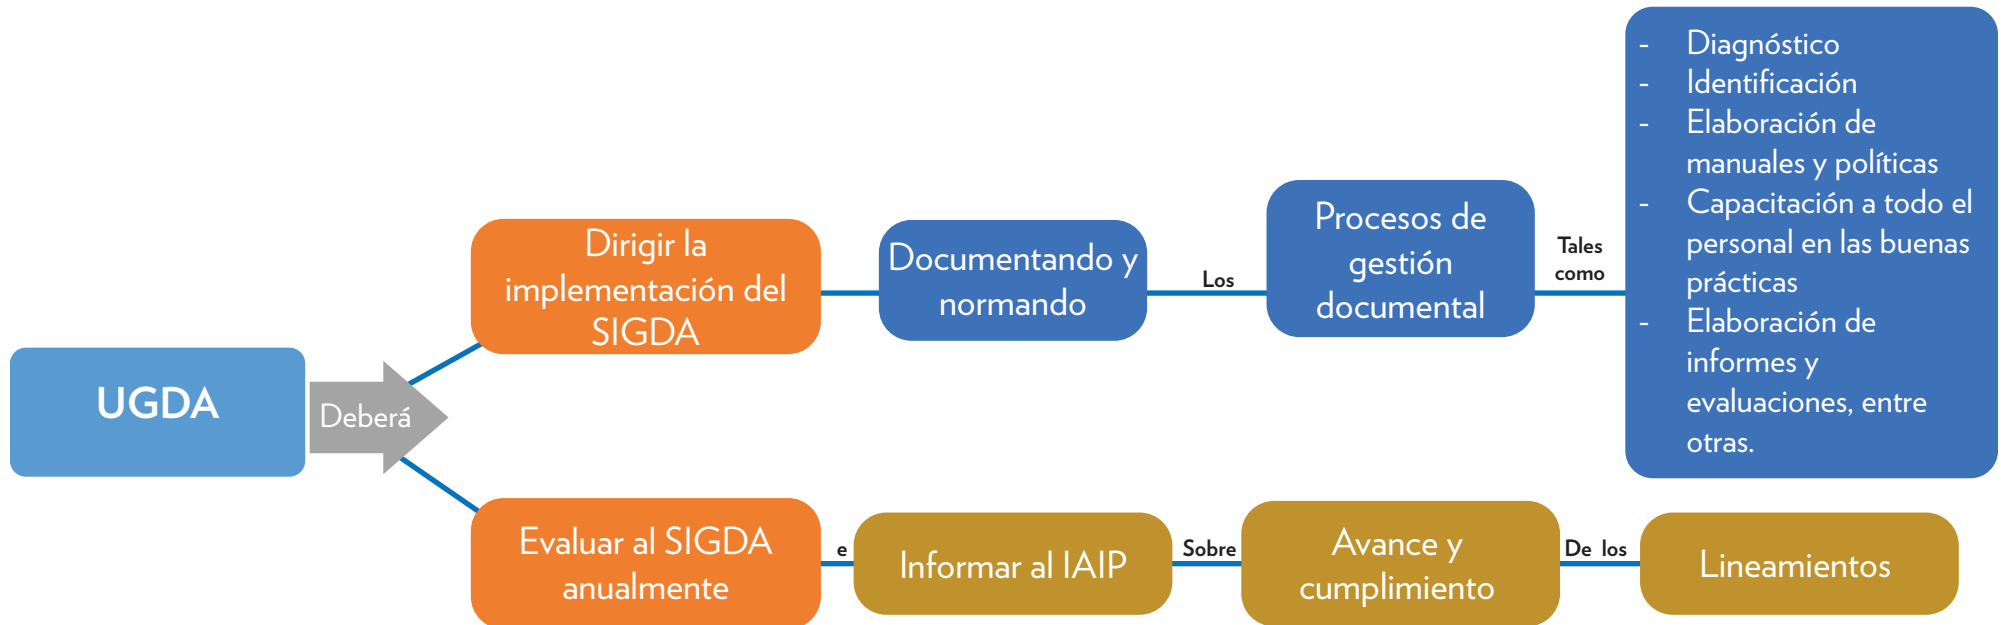 UGDA
Deberá
Dirigir la
implementación del
SIGDA
Documentando y
normando
Los
Procesos de
gestión
documental
Tales
como
- Diagnóstico
- Identificación
- Elaboración de
manuales y políticas
- Capacitación a todo el
personal en las buenas
prácticas
- Elaboración de
informes y
evaluaciones, entre
otras.
Evaluar al SIGDA
anualmente
e
Informar al IAIP
Sobre
Avance y
cumplimiento
De los
Lineamientos